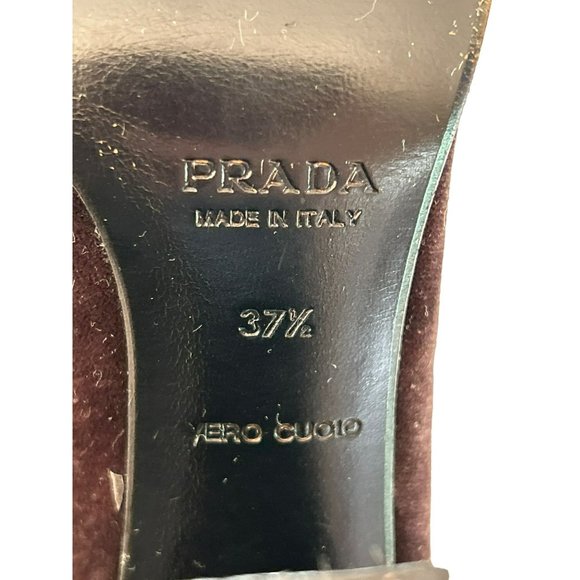 PRADA
MADE IN ITALY
37½
VERO CUOIO